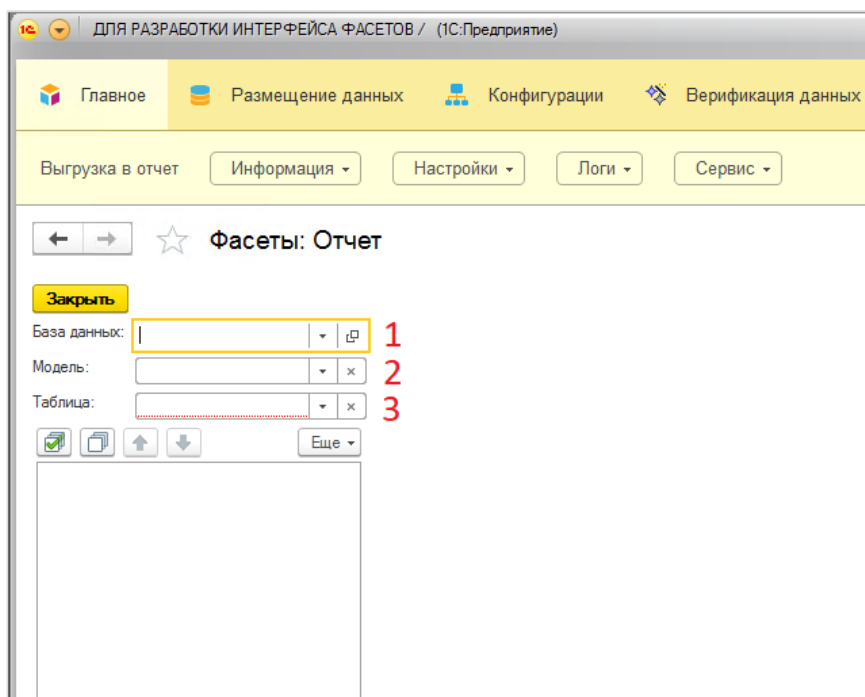 1С ДЛЯ РАЗРАБОТКИ ИНТЕРФЕЙСА ФАСЕТОВ / (1С:Предприятие)
Главное Размещение данных Конфигурации Верификация данных
Выгрузка в отчет Информация Настройки Логи Сервис
Фасеты: Отчет
Закрыть
База данных: 1
Модель: 2
Таблица: 3
Еще